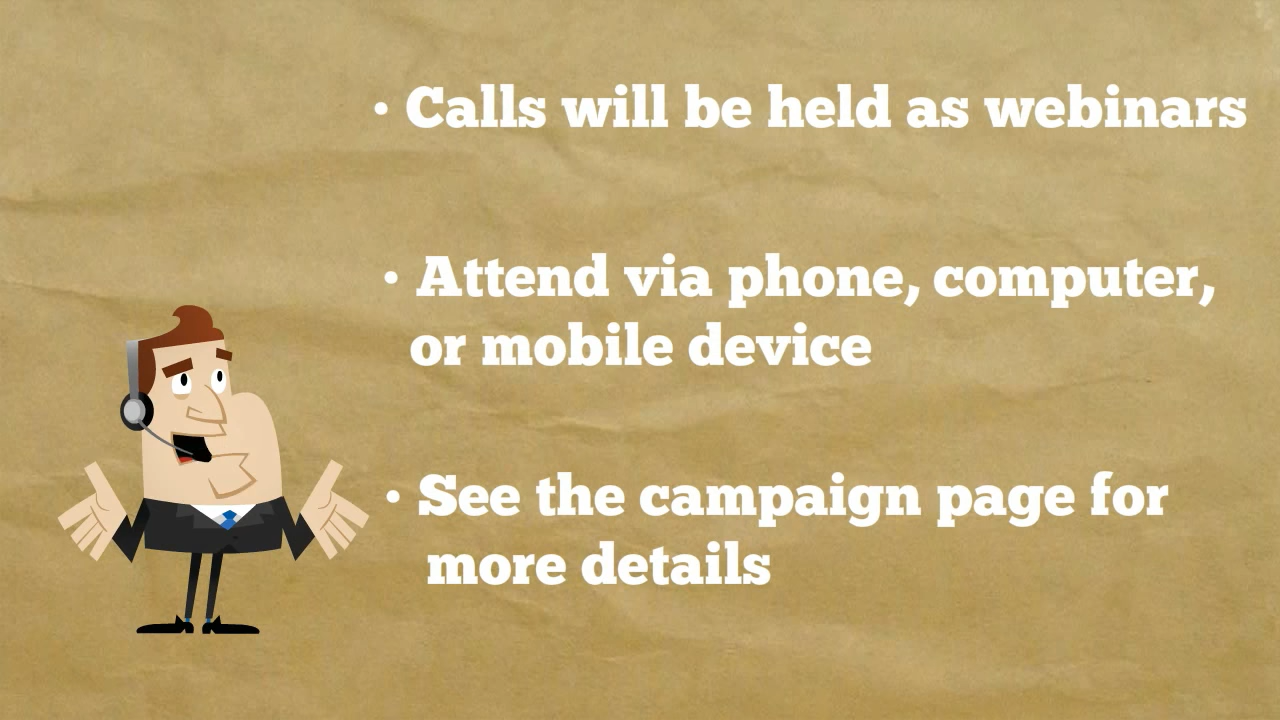 • Calls will be held as webinars
• Attend via phone, computer,
or mobile device
• See the campaign page for
more details